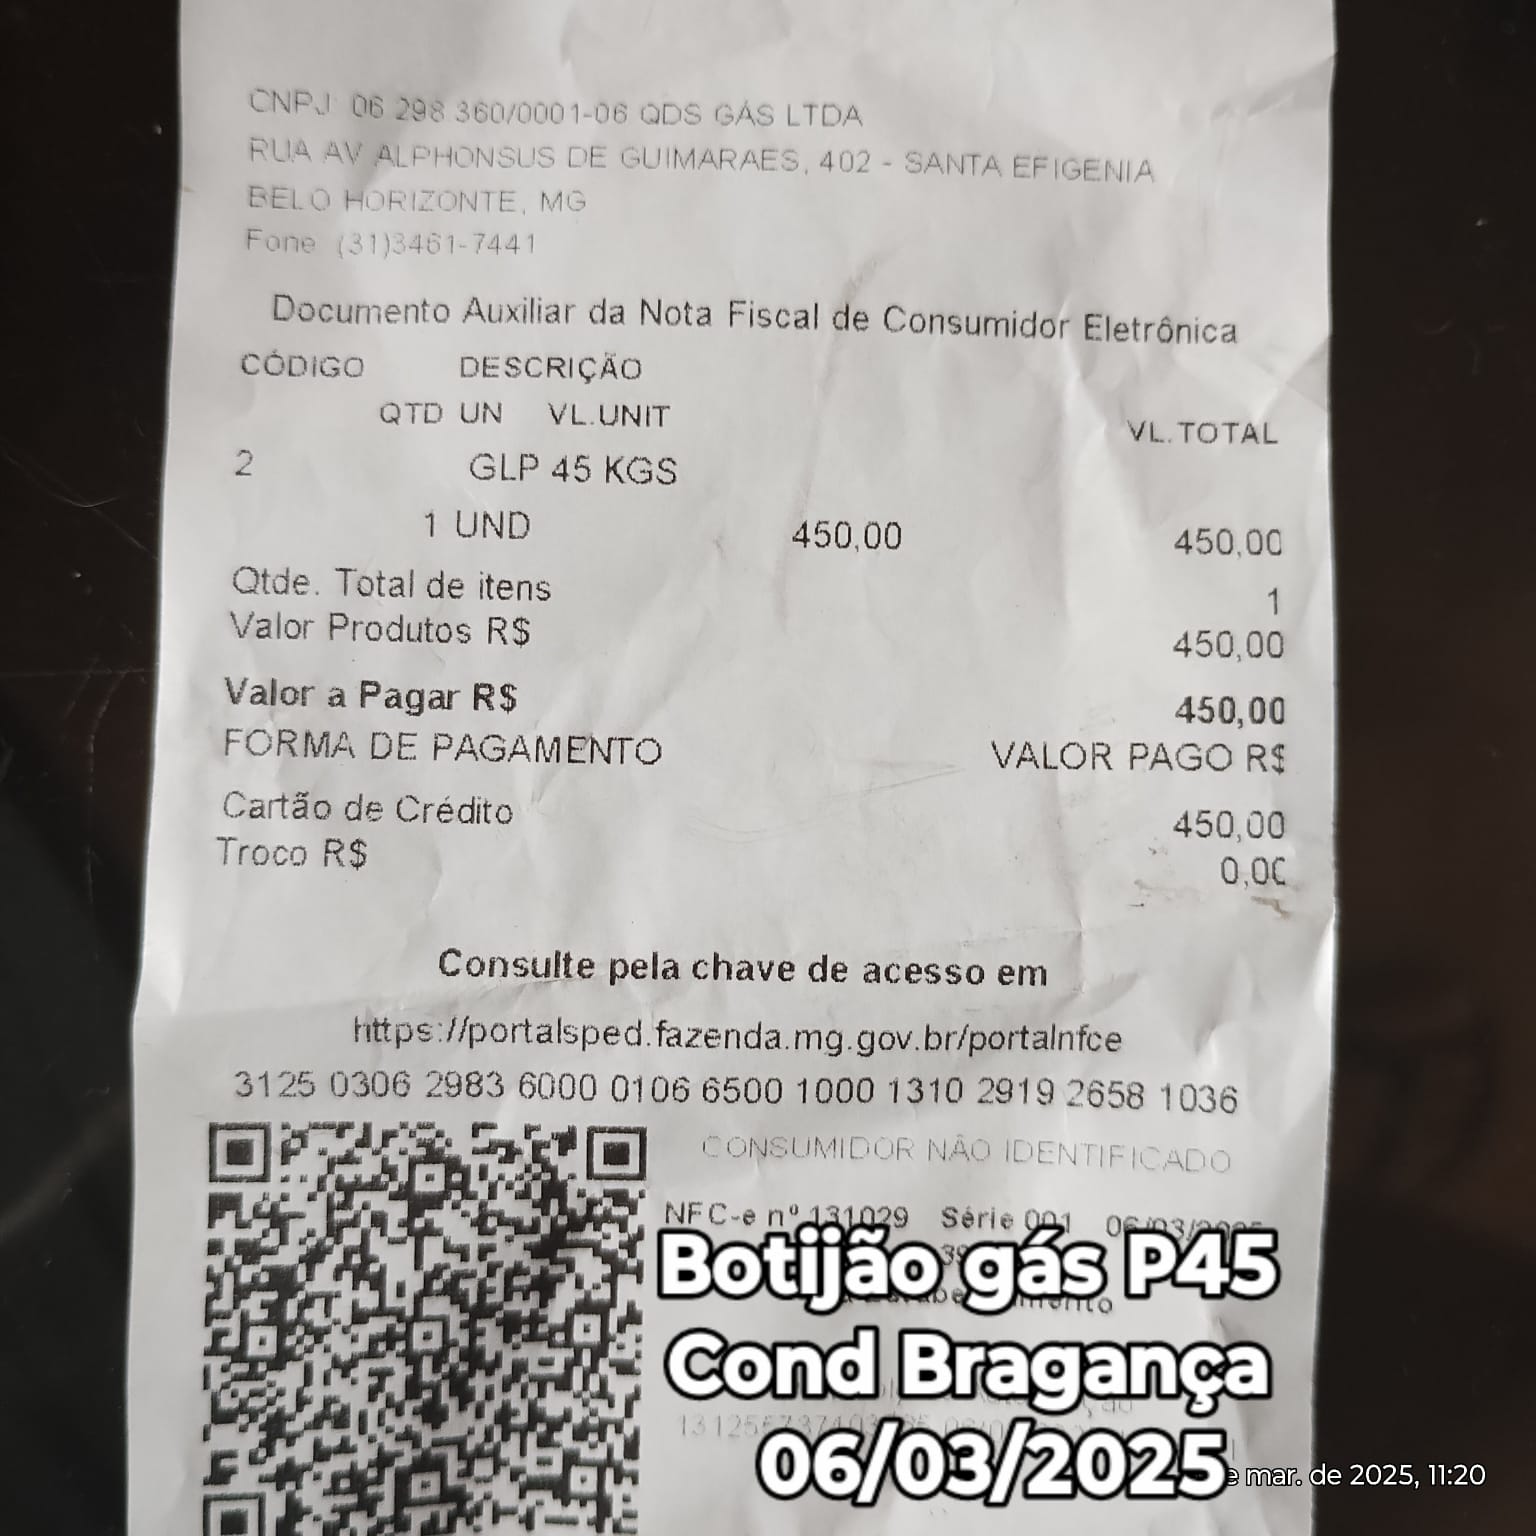 CNPJ 06 298 360/0001-06 QDS GÁS LTDA
RUA AV ALPHONSUS DE GUIMARAES, 402 - SANTA EFIGENIA
BELO HORIZONTE, MG
Fone (31)3461-7441
Documento Auxiliar da Nota Fiscal de Consumidor Eletrônica
CÓDIGO DESCRIÇÃO
QTD UN VL.UNIT VL.TOTAL
2 GLP 45 KGS
1 UND 450,00 450,00
Qtde. Total de itens 1
Valor Produtos R$ 450,00
Valor a Pagar R$ 450,00
FORMA DE PAGAMENTO VALOR PAGO R$
Cartão de Crédito 450,00
Troco R$ 0,00
Consulte pela chave de acesso em
https://portalsped.fazenda.mg.gov.br/portalnfce
3125 0306 2983 6000 0106 6500 1000 1310 2919 2658 1036
CONSUMIDOR NÃO IDENTIFICADO
NFC-e nº 131029 Série 001 06/03/2025
Botijão gás P45
Cond Bragança
06/03/2025
mar. de 2025, 11:20